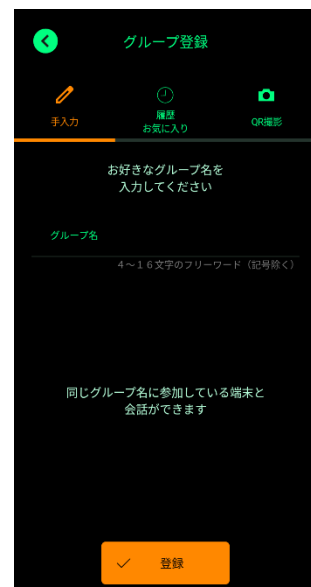 グループ登録
手入力
履歴
お気に入り
QR撮影
お好きなグループ名を
入力してください
グループ名
4〜16文字のフリーワード（記号除く）
同じグループ名に参加している端末と
会話ができます
登録